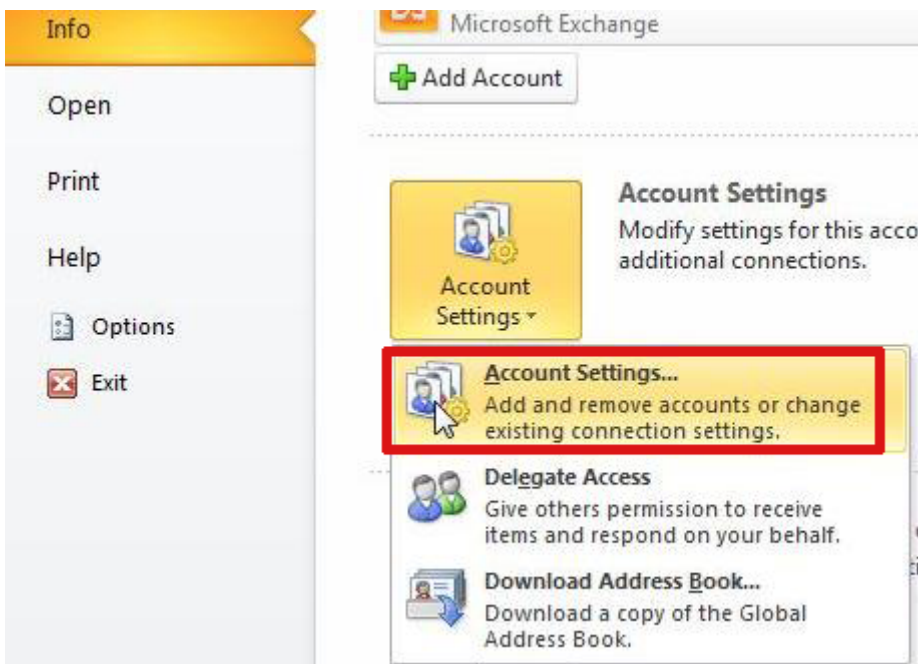 Info
Open
Print
Help
Options
Exit
Microsoft Exchange
Add Account
Account
Settings
Account Settings
Modify settings for this acco
additional connections.
Account Settings...
Add and remove accounts or change
existing connection settings.
Delegate Access
Give others permission to receive
items and respond on your behalf.
Download Address Book...
Download a copy of the Global
Address Book.